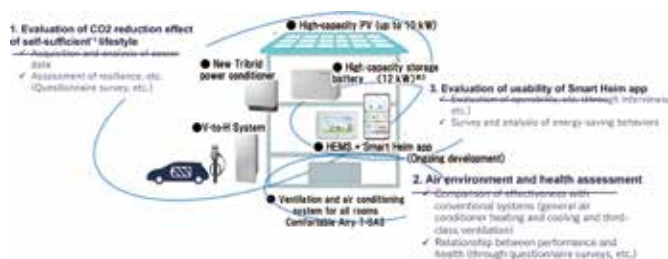 1. Evaluation of CO2 reduction effect
of self-sufficient*¹ lifestyle
✓ Acquisition and analysis of power
data
✓ Assessment of resilience, etc.
(Questionnaire survey, etc.)
● High-capacity PV (up to 10 kW)
● New Tribrid
power conditioner
● High capacity storage
battery (12 kW)
3. Evaluation of usability of Smart Heim app
✓ Evaluation of operability, etc. (through interviews,
etc.)
✓ Survey and analysis of energy-saving behaviors
● V-to-H System
● HEMS + Smart Heim app
(Ongoing development)
2. Air environment and health assessment
✓ Comparison of effectiveness with
conventional systems (general air
conditioner heating and cooling and third-
class ventilation)
✓ Relationship between performance and
health (through questionnaire surveys, etc.)
● Ventilation and air conditioning
system for all rooms
Comfortable Airy T-SAS